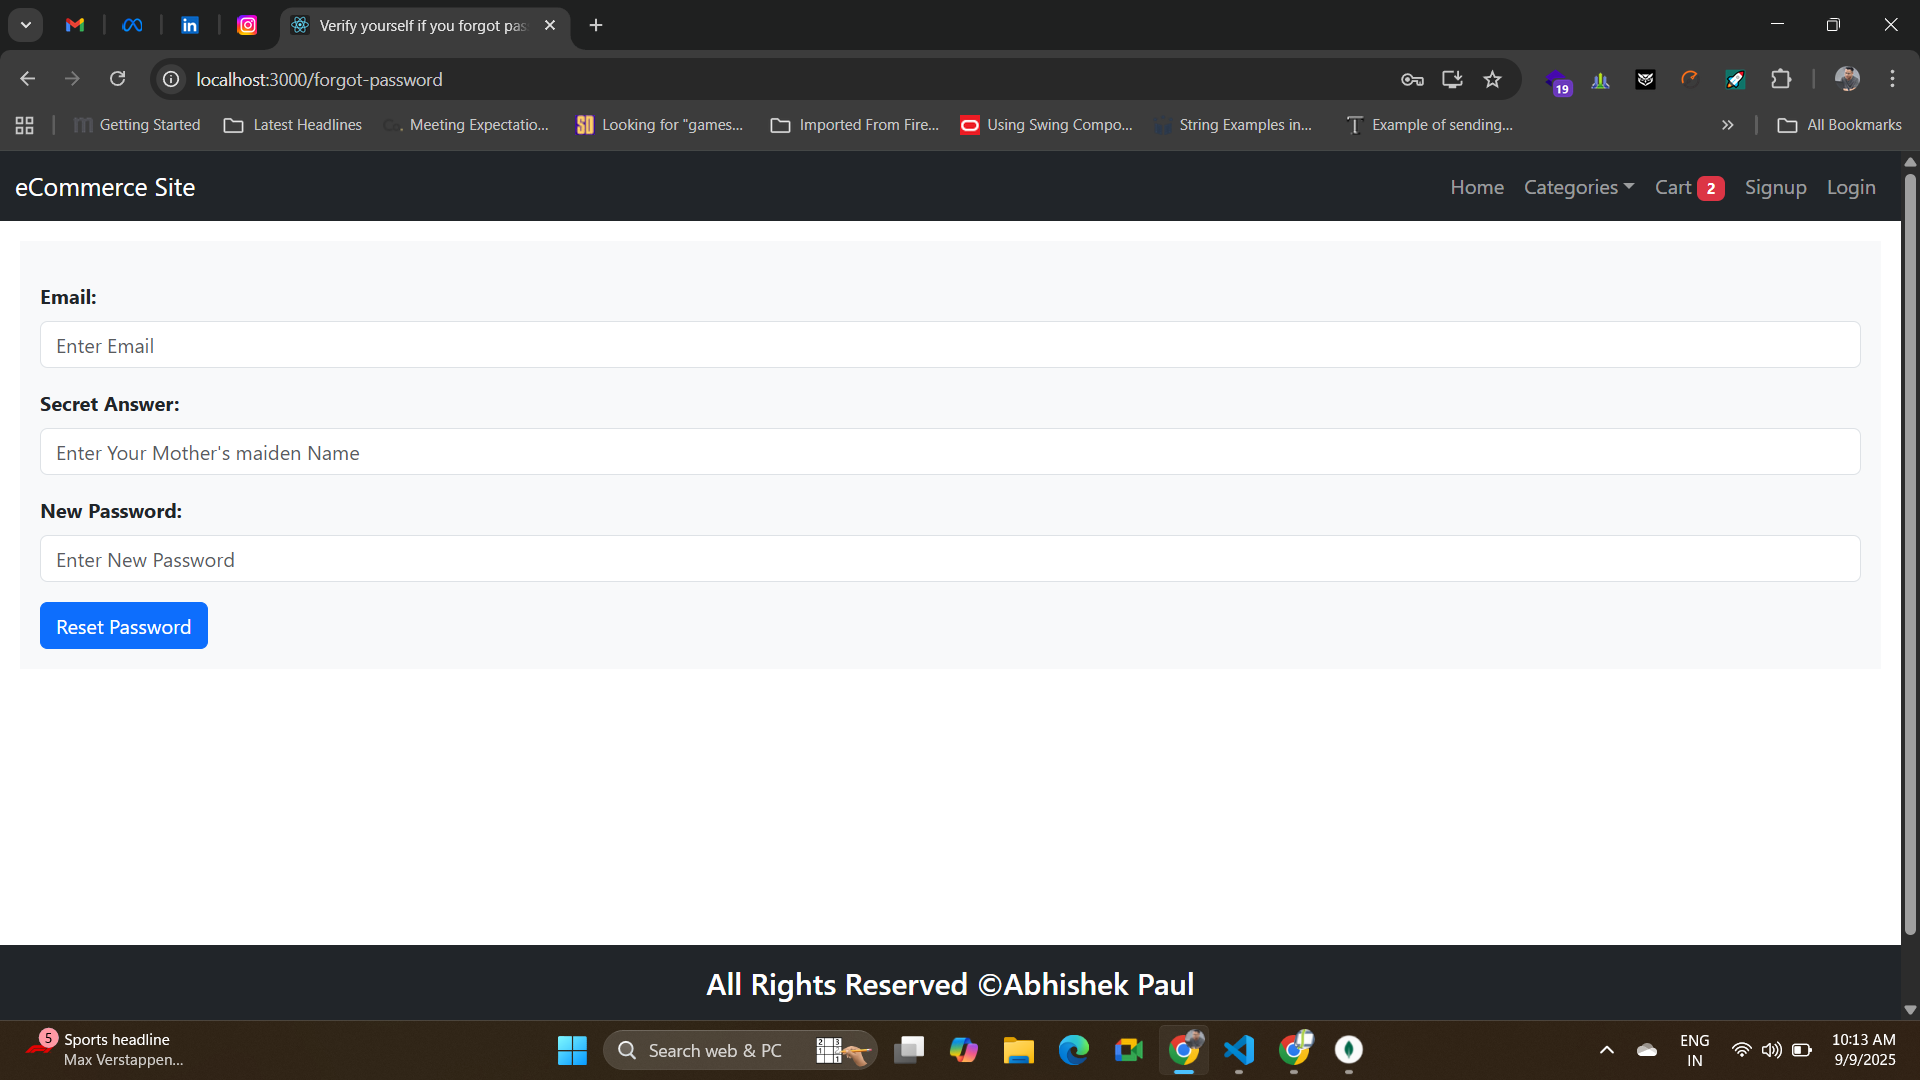 Verify yourself if you forgot pas
localhost:3000/forgot-password
19
Getting Started
Latest Headlines
Meeting Expectatio...
Looking for "games...
Imported From Fire...
Using Swing Compo...
String Examples in...
Example of sending...
All Bookmarks
eCommerce Site
Home
Categories
Cart 2
Signup
Login
Email:
Enter Email
Secret Answer:
Enter Your Mother's maiden Name
New Password:
Enter New Password
Reset Password
All Rights Reserved ©Abhishek Paul
5
Sports headline
Max Verstappen...
Search web & PC
ENG
IN
10:13 AM
9/9/2025